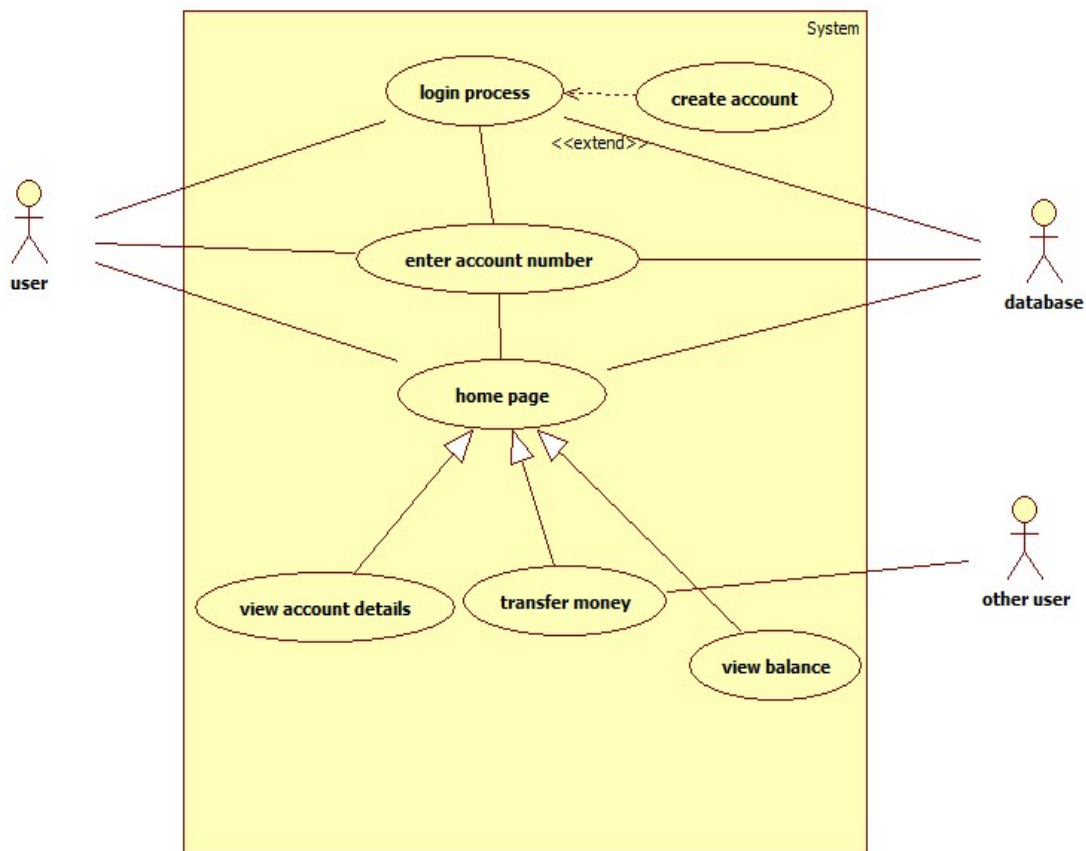 System
login process
create account
<<extend>>
user
enter account number
database
home page
view account details
transfer money
other user
view balance